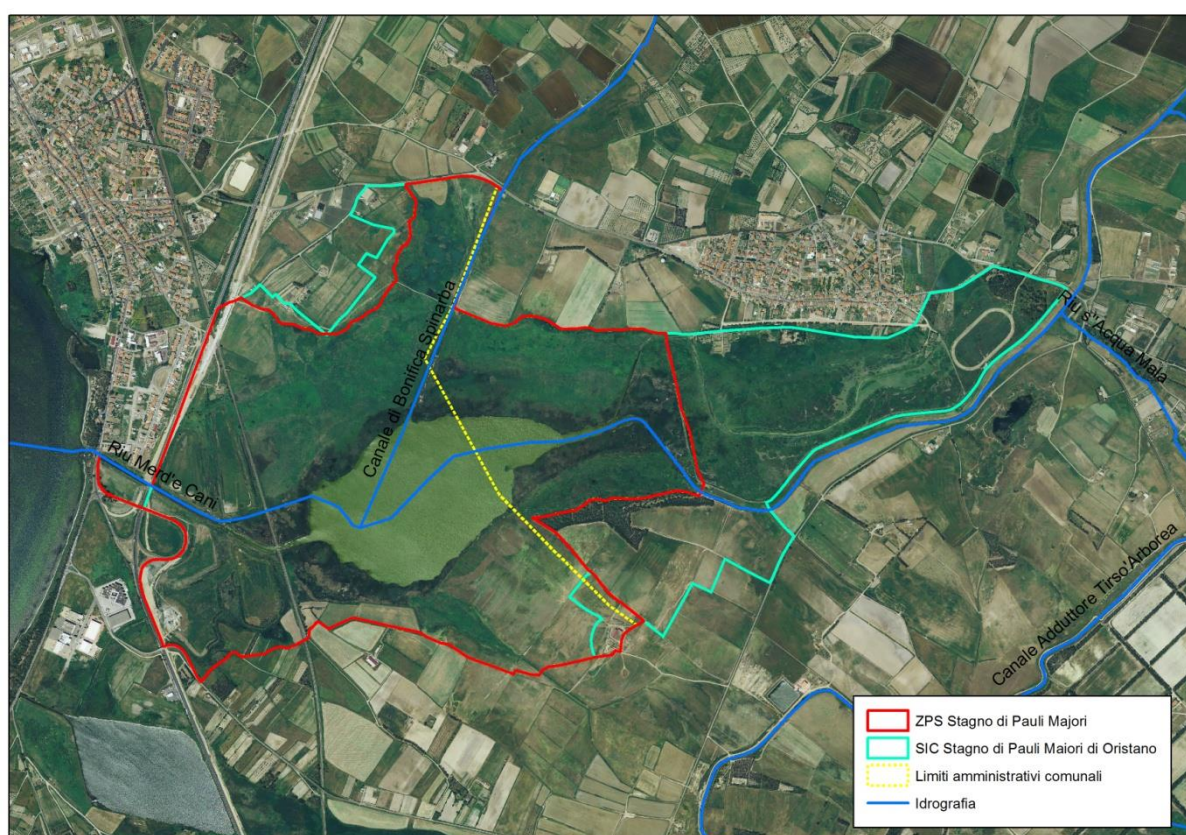 Canale di Bonifica Spinarba
Riu s"Acqua Mala
Riu Merd'e Cani
Canale Adduttore Tirso'Arborea
ZPS Stagno di Pauli Majori
SIC Stagno di Pauli Maiori di Oristano
Limiti amministrativi comunali
Idrografia